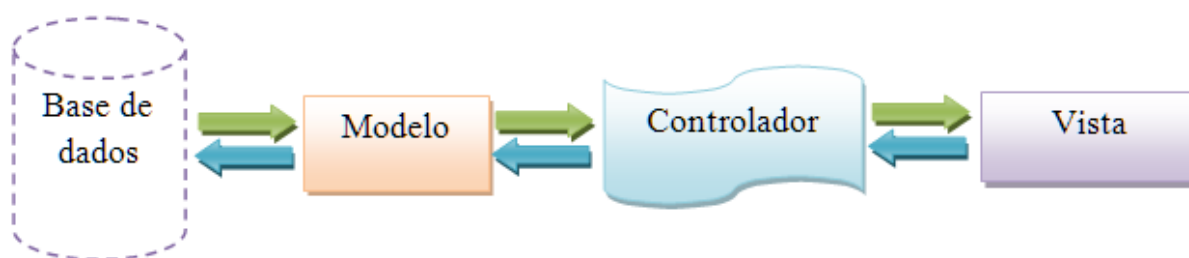 Base de
dados
Modelo
Controlador
Vista